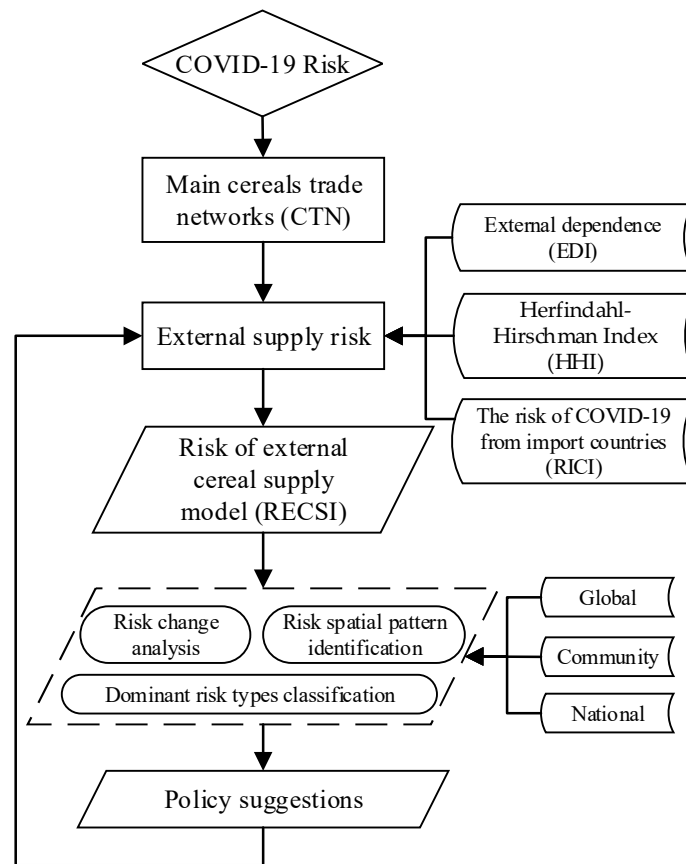 COVID-19 Risk
Main cereals trade
networks (CTN)
External dependence
(EDI)
External supply risk
Herfindahl-
Hirschman Index
(HHI)
The risk of COVID-19
from import countries
(RICI)
Risk of external
cereal supply
model (RECSI)
Risk change
analysis
Risk spatial pattern
identification
Dominant risk types classification
Global
Community
National
Policy suggestions